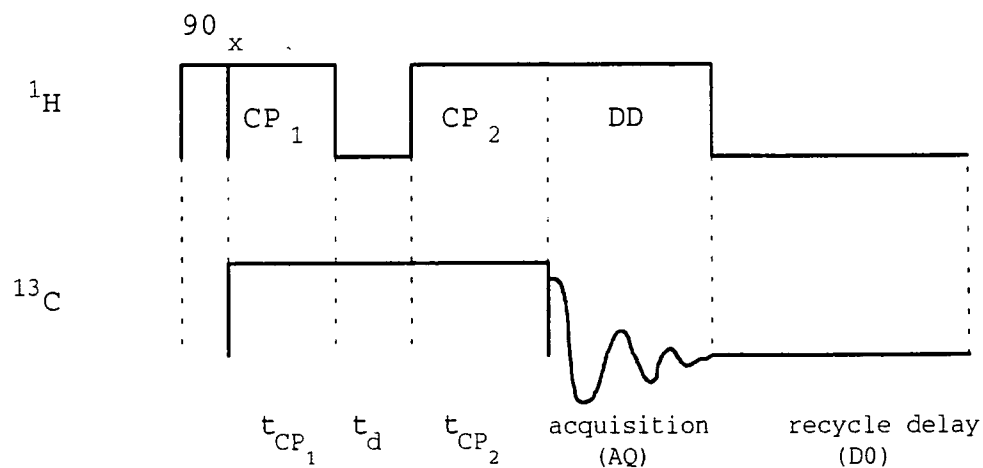 90 x
1H
CP 1
CP 2
DD
13C
tCP1
td
tCP2
acquisition (AQ)
recycle delay (D0)